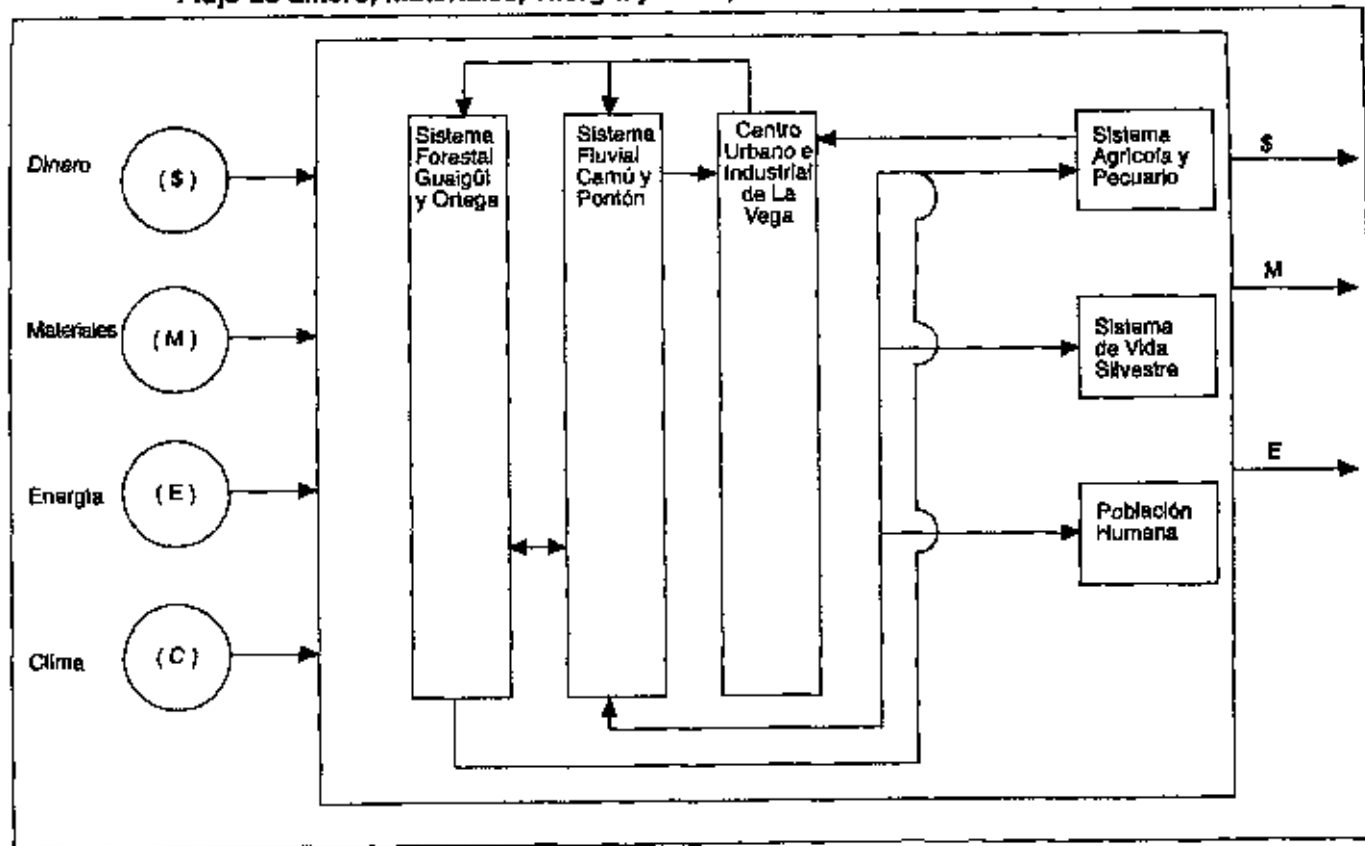 Dinero
($)
Materiales
(M)
Energía
(E)
Clima
(C)
Sistema
Forestal
Guaigüí
y Ortega
Sistema
Fluvial
Camú y
Pontón
Centro
Urbano e
Industrial
de La
Vega
Sistema
Agrícola y
Pecuario
Sistema
de Vida
Silvestre
Población
Humana
$
M
E